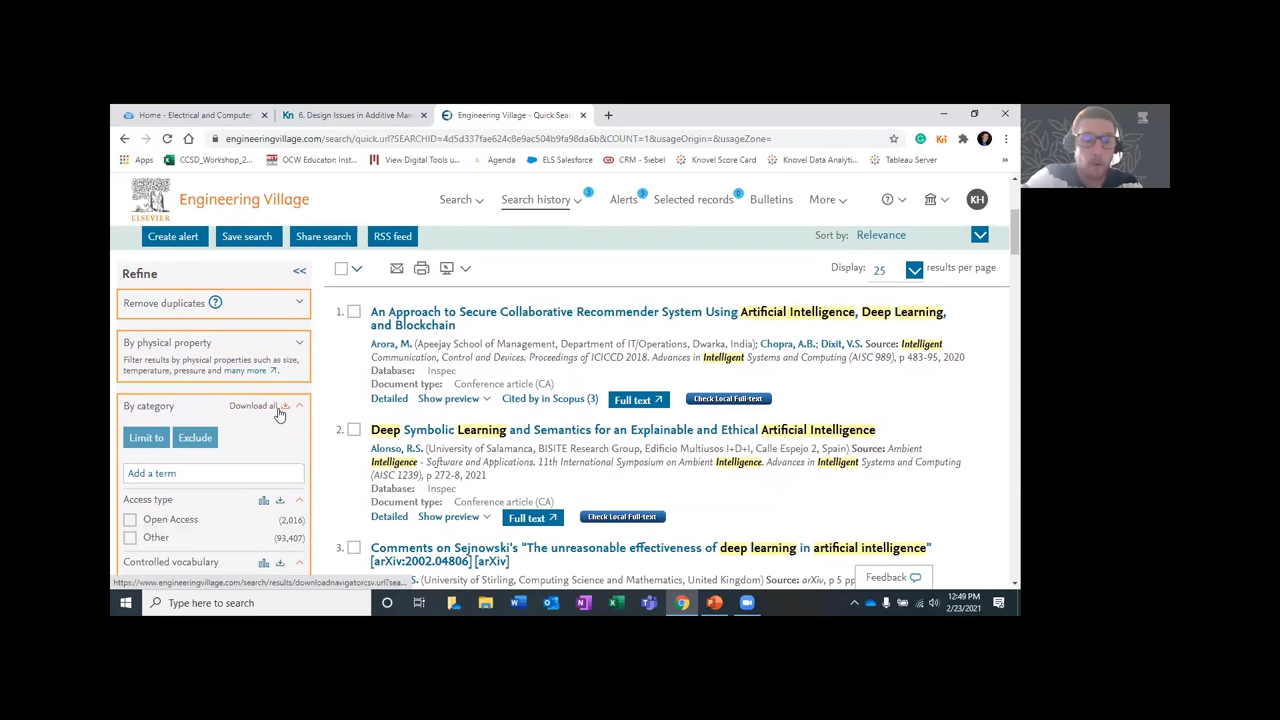 Home - Electrical and Compute
6. Design Issues in Additive Man
Engineering Village - Quick Sear
engineeringvillage.com/search/quick.url?SEARCHID=4d5d337fae624c8e9ac504b9fa98da6b&COUNT=1&usageOrigin=&usageZone=
Apps
CCSD_Workshop_2...
OCW Educator: Inst...
View Digital Tools u...
Agenda
ELS Salesforce
CRM - Siebel
Knovel Score Card
Knovel Data Analyti...
Tableau Server
ELSEVIER
Engineering Village
Search
Search history
3
Alerts
3
Selected records
0
Bulletins
More
KH
Create alert
Save search
Share search
RSS feed
Sort by: Relevance
Refine
<<
Display: 25 results per page
Remove duplicates
By physical property
Filter results by physical properties such as size,
temperature, pressure and many more
By category
Download all
Limit to
Exclude
Add a term
Access type
Open Access (2,016)
Other (93,407)
Controlled vocabulary
1. An Approach to Secure Collaborative Recommender System Using Artificial Intelligence, Deep Learning,
and Blockchain
Arora, M. (Apeejay School of Management, Department of IT/Operations, Dwarka, India); Chopra, A.B.; Dixit, V.S. Source: Intelligent
Communication, Control and Devices. Proceedings of ICICCD 2018. Advances in Intelligent Systems and Computing (AISC 989), p 483-95, 2020
Database: Inspec
Document type: Conference article (CA)
Detailed Show preview Cited by in Scopus (3) Full text Check Local Full-text
2. Deep Symbolic Learning and Semantics for an Explainable and Ethical Artificial Intelligence
Alonso, R.S. (University of Salamanca, BISITE Research Group, Edificio Multiusos I+D+I, Calle Espejo 2, Spain) Source: Ambient
Intelligence - Software and Applications. 11th International Symposium on Ambient Intelligence. Advances in Intelligent Systems and Computing
(AISC 1239), p 272-8, 2021
Database: Inspec
Document type: Conference article (CA)
Detailed Show preview Full text Check Local Full-text
3. Comments on Sejnowski's "The unreasonable effectiveness of deep learning in artificial intelligence"
[arXiv:2002.04806] [arXiv]
S. (University of Stirling, Computing Science and Mathematics, United Kingdom) Source: arXiv, p 5 pp
Feedback
https://www.engineeringvillage.com/search/results/downloadnavigatorcsv.url?sea...
Type here to search
12:49 PM
2/23/2021